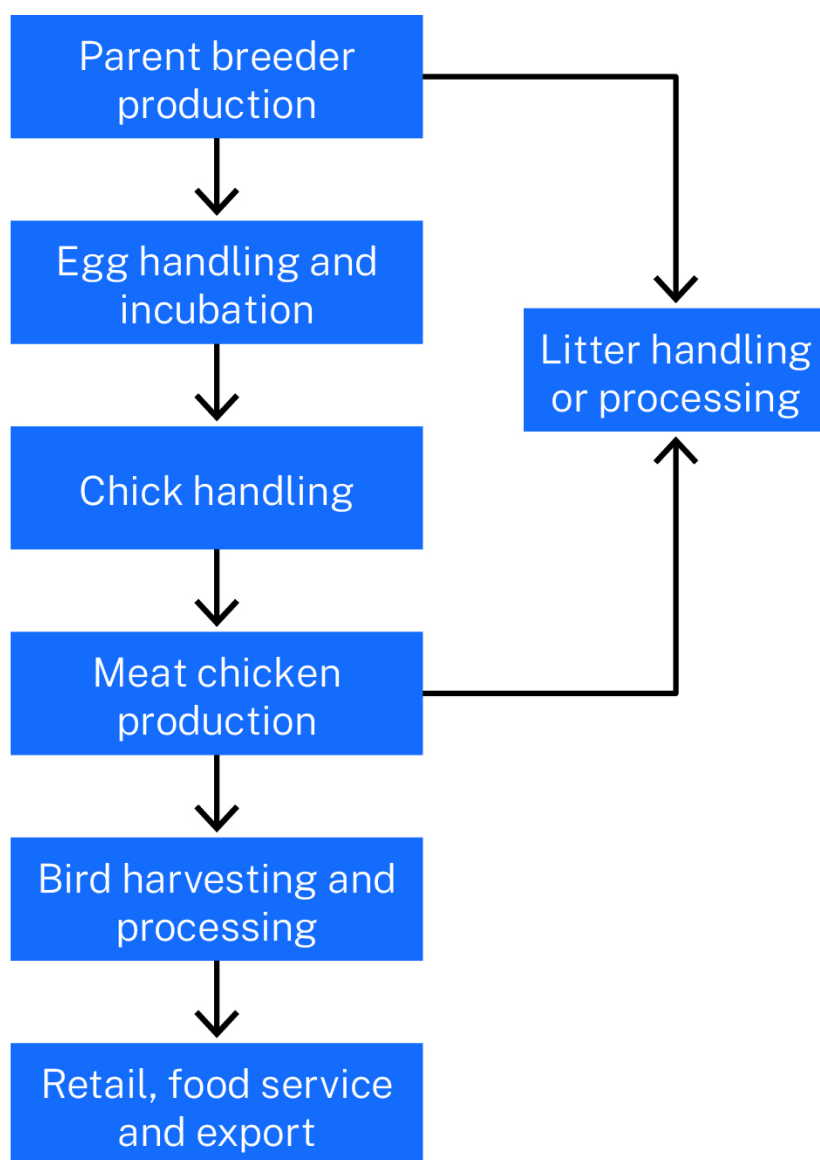 Parent breeder
production
Egg handling and
incubation
Litter handling
or processing
Chick handling
Meat chicken
production
Bird harvesting and
processing
Retail, food service
and export